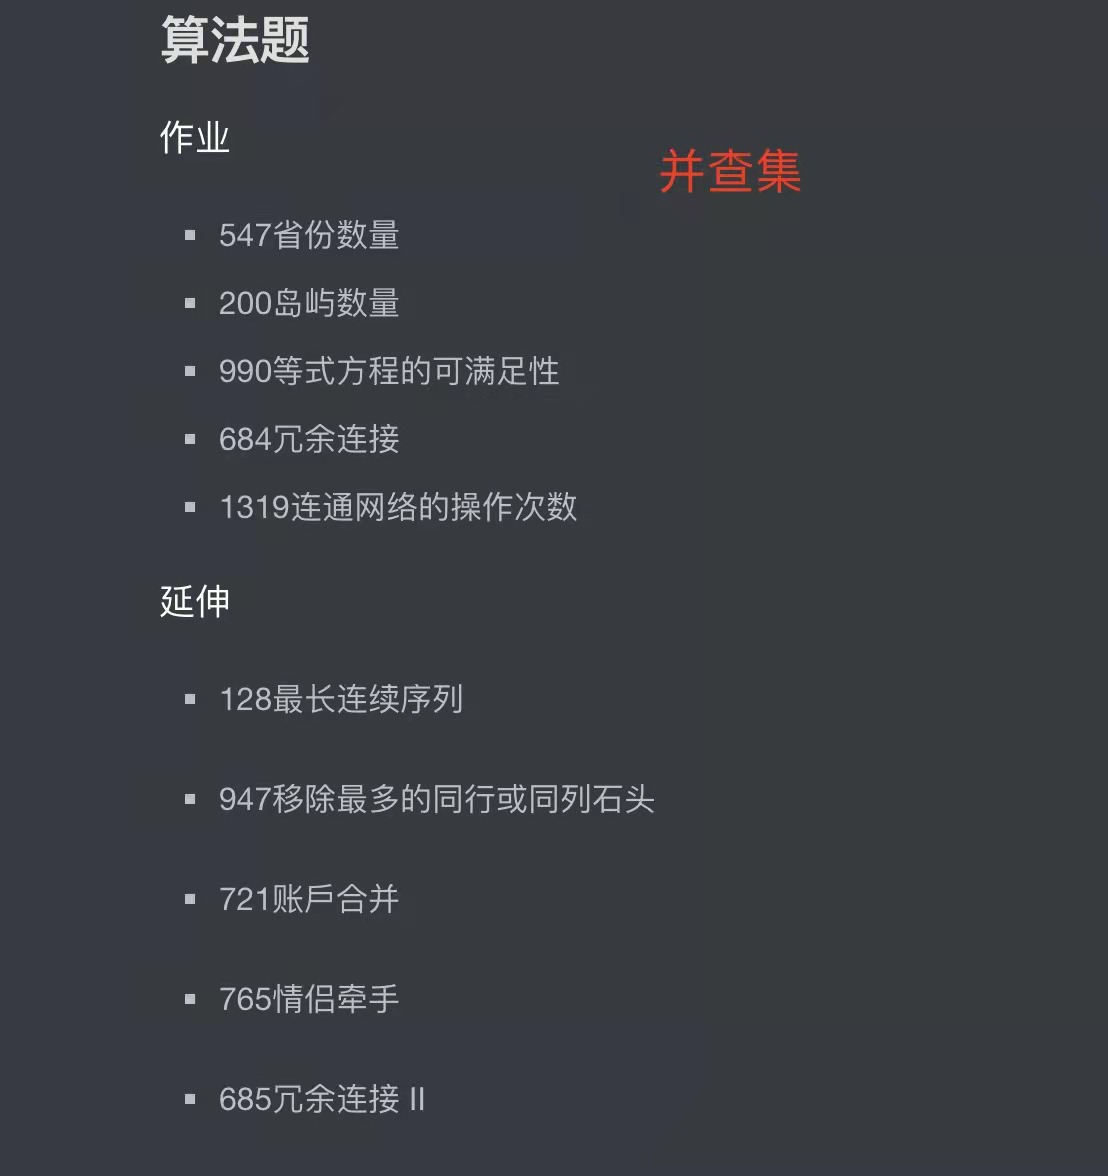 算法题
作业
并查集
547省份数量
200岛屿数量
990等式方程的可满足性
684冗余连接
1319连通网络的操作次数
延伸
128最长连续序列
947移除最多的同行或同列石头
721账戶合并
765情侣牵手
685冗余连接 II